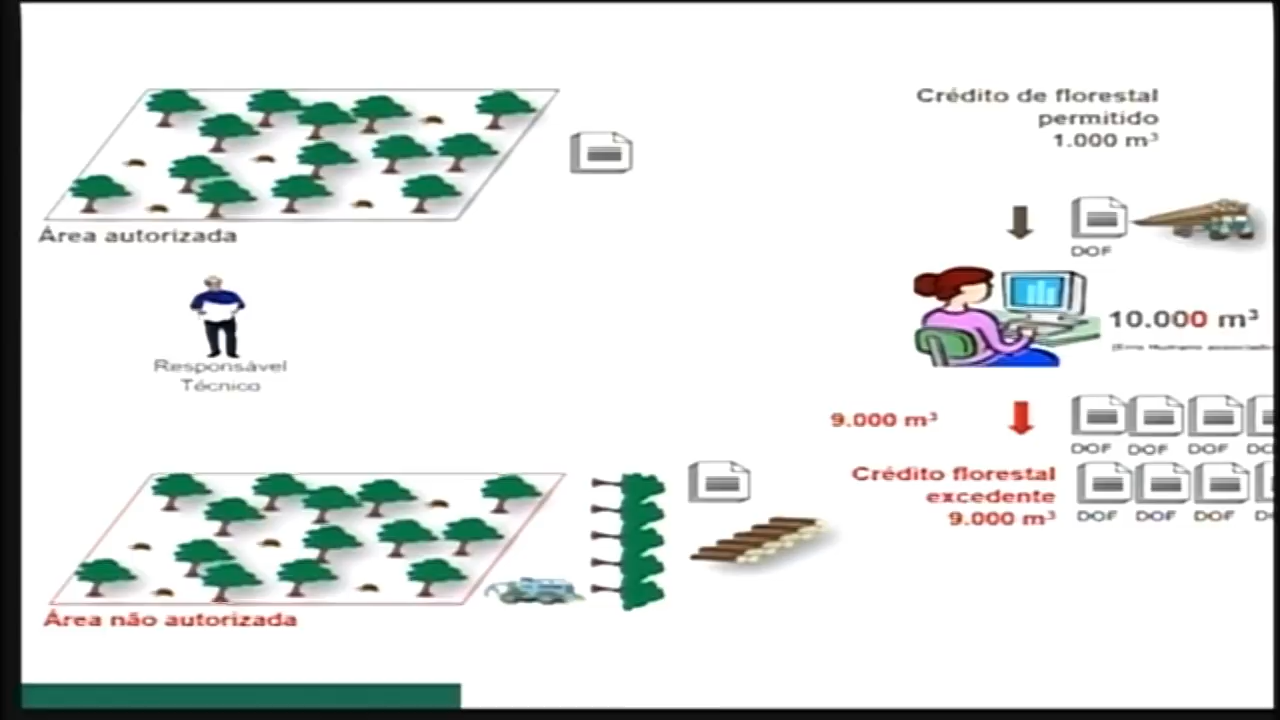 Crédito de florestal
permitido
1.000 m³
Área autorizada
DOF
10.000 m³
Responsável
Técnico
9.000 m³
DOF DOF DOF
Crédito florestal
excedente
9.000 m³
DOF DOF DOF
Área não autorizada